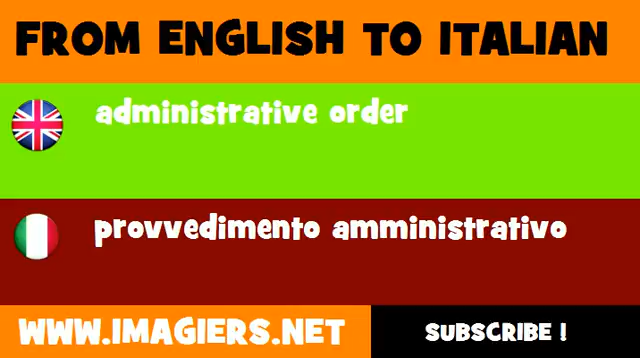 FROM ENGLISH TO ITALIAN
administrative order
provvedimento amministrativo
WWW.IMAGIERS.NET
SUBSCRIBE !